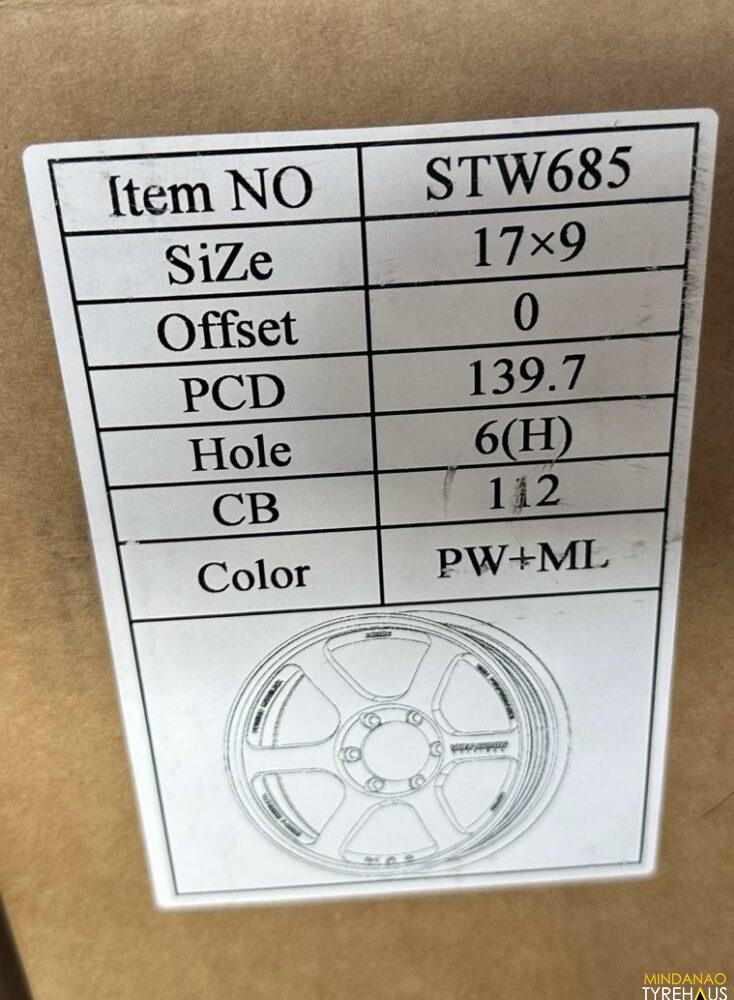 Item NO STW685
SiZe 17×9
Offset 0
PCD 139.7
Hole 6(H)
CB 112
Color PW+ML
MINDANAO
TYREHAUS